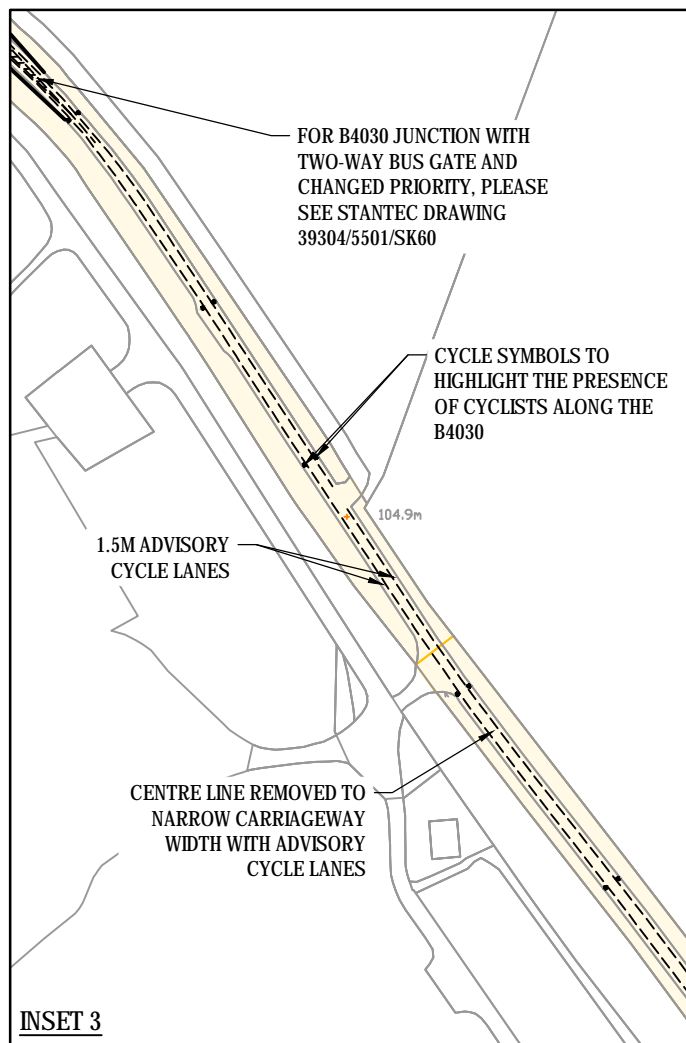 FOR B4030 JUNCTION WITH
TWO-WAY BUS GATE AND
CHANGED PRIORITY, PLEASE
SEE STANTEC DRAWING
39304/5501/SK60
CYCLE SYMBOLS TO
HIGHLIGHT THE PRESENCE
OF CYCLISTS ALONG THE
B4030
104.9m
1.5M ADVISORY
CYCLE LANES
CENTRE LINE REMOVED TO
NARROW CARRIAGEWAY
WIDTH WITH ADVISORY
CYCLE LANES
INSET 3